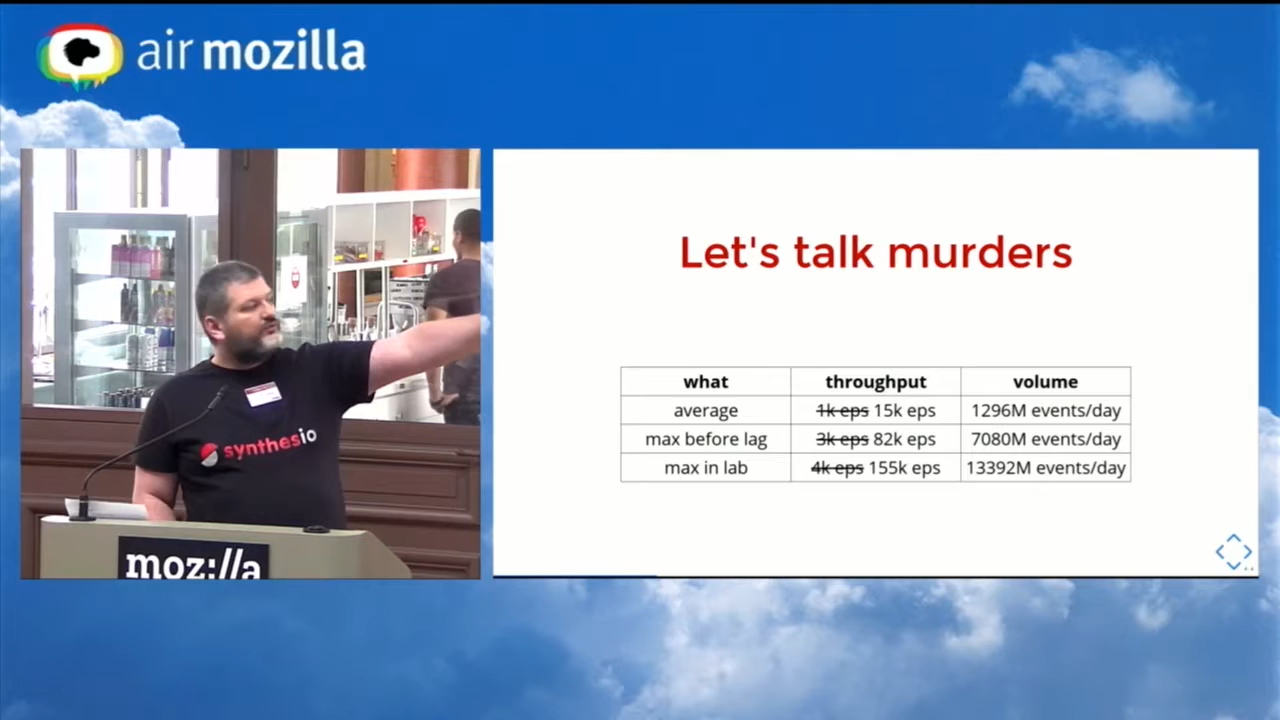 air mozilla
synthesio
moz://a
Let's talk murders
what throughput volume
average 1k eps 15k eps 1296M events/day
max before lag 3k eps 82k eps 7080M events/day
max in lab 4k eps 155k eps 13392M events/day